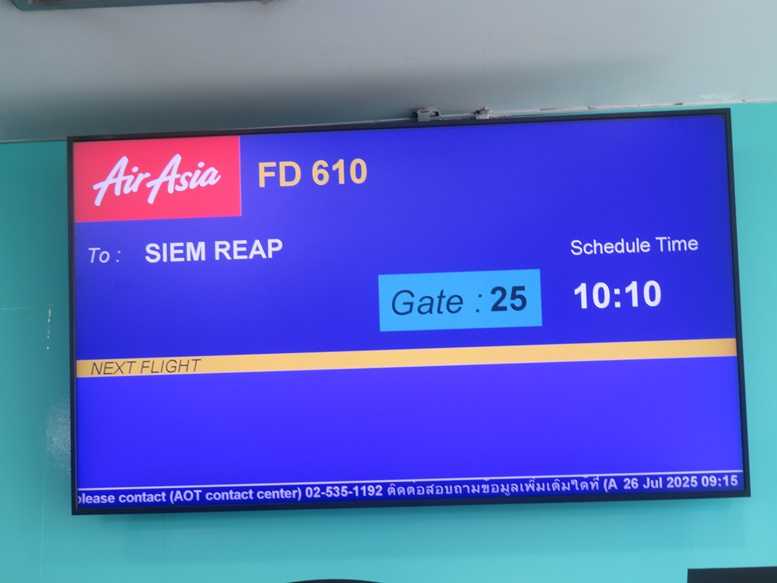 AirAsia
FD 610
To : SIEM REAP
Schedule Time
Gate : 25
10:10
NEXT FLIGHT
please contact (AOT contact center) 02-535-1192 ติดต่อสอบถามข้อมูลเพิ่มเติมได้ที่ (A 26 Jul 2025 09:15